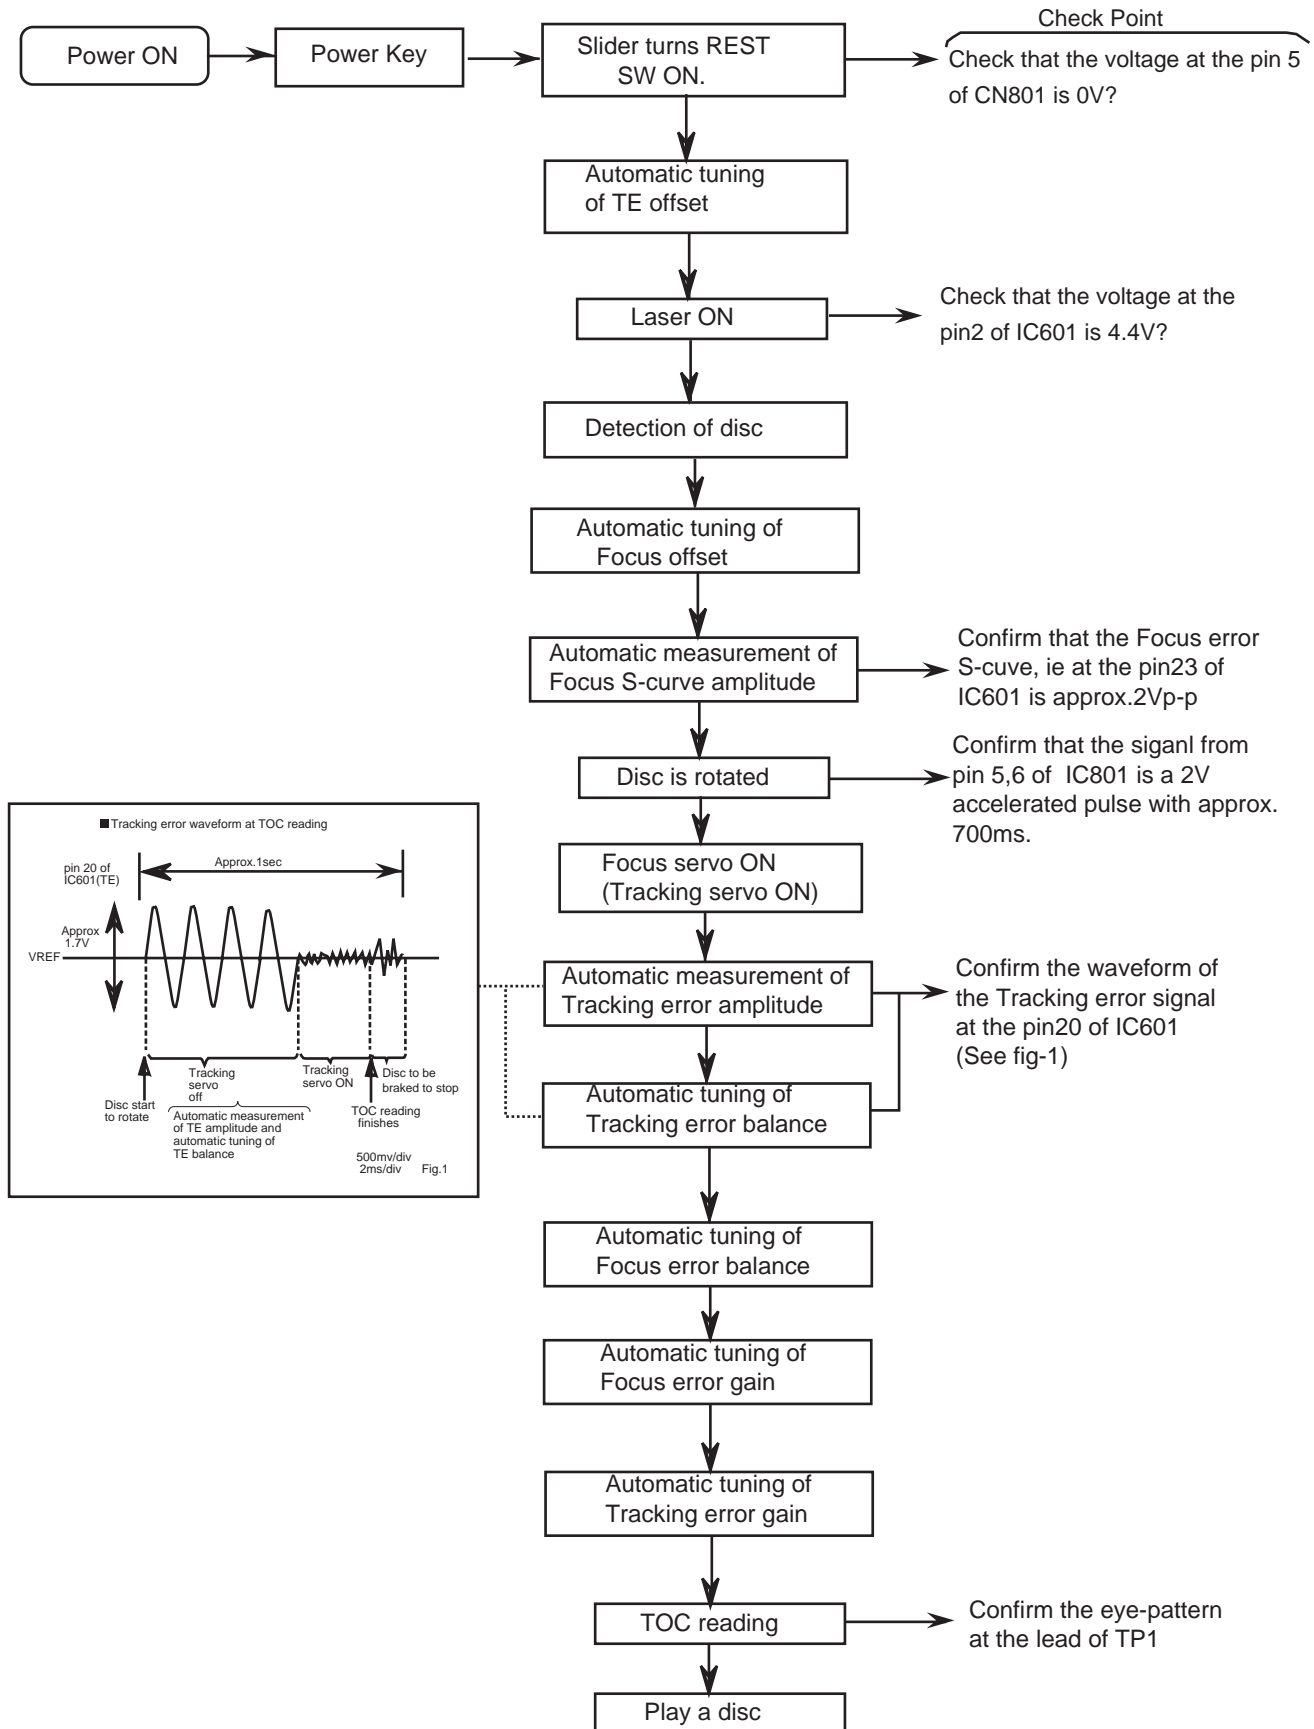 Check Point
Power ON
Power Key
Slider turns REST
SW ON.
Check that the voltage at the pin 5
of CN801 is 0V?
Automatic tuning
of TE offset
Laser ON
Check that the voltage at the
pin2 of IC601 is 4.4V?
Detection of disc
Automatic tuning of
Focus offset
Automatic measurement of
Focus S-curve amplitude
Confirm that the Focus error
S-cuve, ie at the pin23 of
IC601 is approx.2Vp-p
Disc is rotated
Confirm that the siganl from
pin 5,6 of IC801 is a 2V
accelerated pulse with approx.
700ms.
Focus servo ON
(Tracking servo ON)
■ Tracking error waveform at TOC reading
pin 20 of
IC601(TE)
Approx.1sec
Approx
1.7V
VREF
Tracking
servo
off
Tracking
servo ON
Disc to be
braked to stop
Disc start
to rotate
Automatic measurement
of TE amplitude and
automatic tuning of
TE balance
TOC reading
finishes
500mv/div
2ms/div
Fig.1
Automatic measurement of
Tracking error amplitude
Confirm the waveform of
the Tracking error signal
at the pin20 of IC601
(See fig-1)
Automatic tuning of
Tracking error balance
Automatic tuning of
Focus error balance
Automatic tuning of
Focus error gain
Automatic tuning of
Tracking error gain
TOC reading
Confirm the eye-pattern
at the lead of TP1
Play a disc